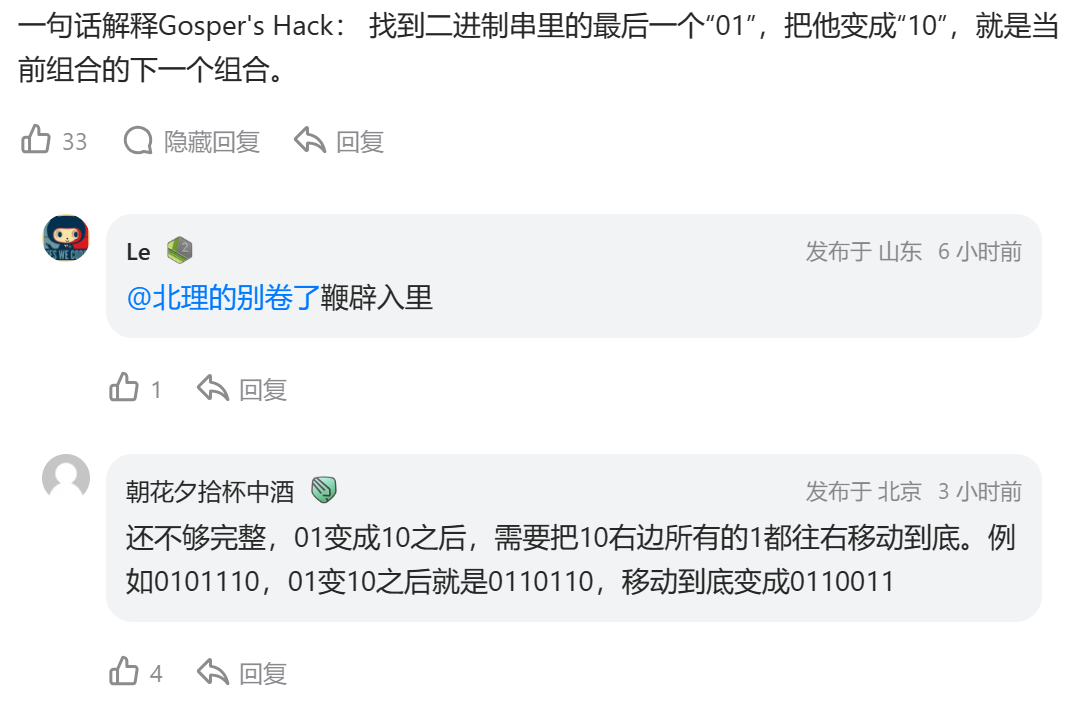 一句话解释Gosper's Hack： 找到二进制串里的最后一个“01”，把他变成“10”，就是当
前组合的下一个组合。
33 隐藏回复 回复
Le 2 发布于 山东 6 小时前
@北理的别卷了鞭辟入里
1 回复
朝花夕拾杯中酒 发布于 北京 3 小时前
还不够完整，01变成10之后，需要把10右边所有的1都往右移动到底。例
如0101110，01变10之后就是0110110，移动到底变成0110011
4 回复